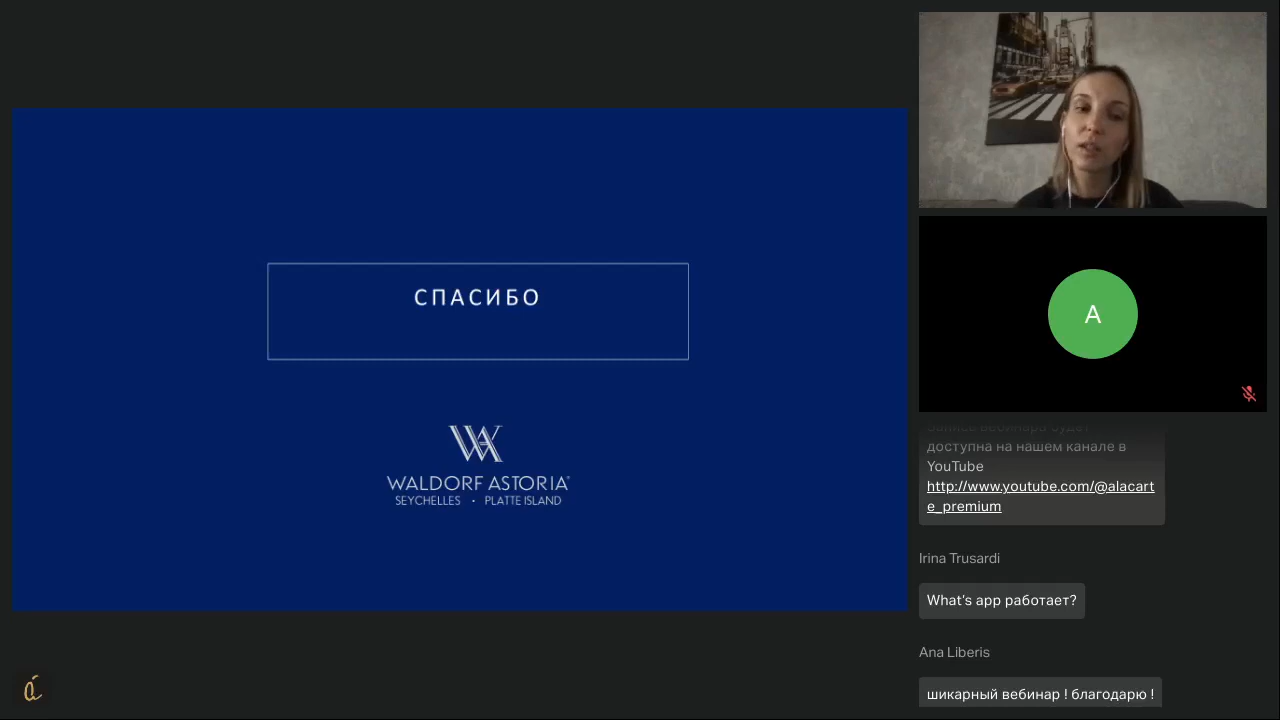 СПАСИБО
WA
WALDORF ASTORIA®
SEYCHELLES • PLATTE ISLAND
á
A
доступна на нашем канале в
YouTube
http://www.youtube.com/@alacart
e_premium
Irina Trusardi
What's app работает?
Ana Liberis
шикарный вебинар ! благодарю !